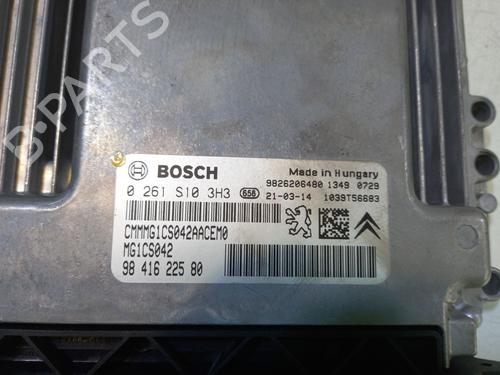 B-PARTS
BOSCH
Made in Hungary
0 261 S10 3H3 656
9826206480 1349 0729
21-03-14 1039T56683
CMMMG1CS042AACEM0
MG1CS042
98 416 225 80